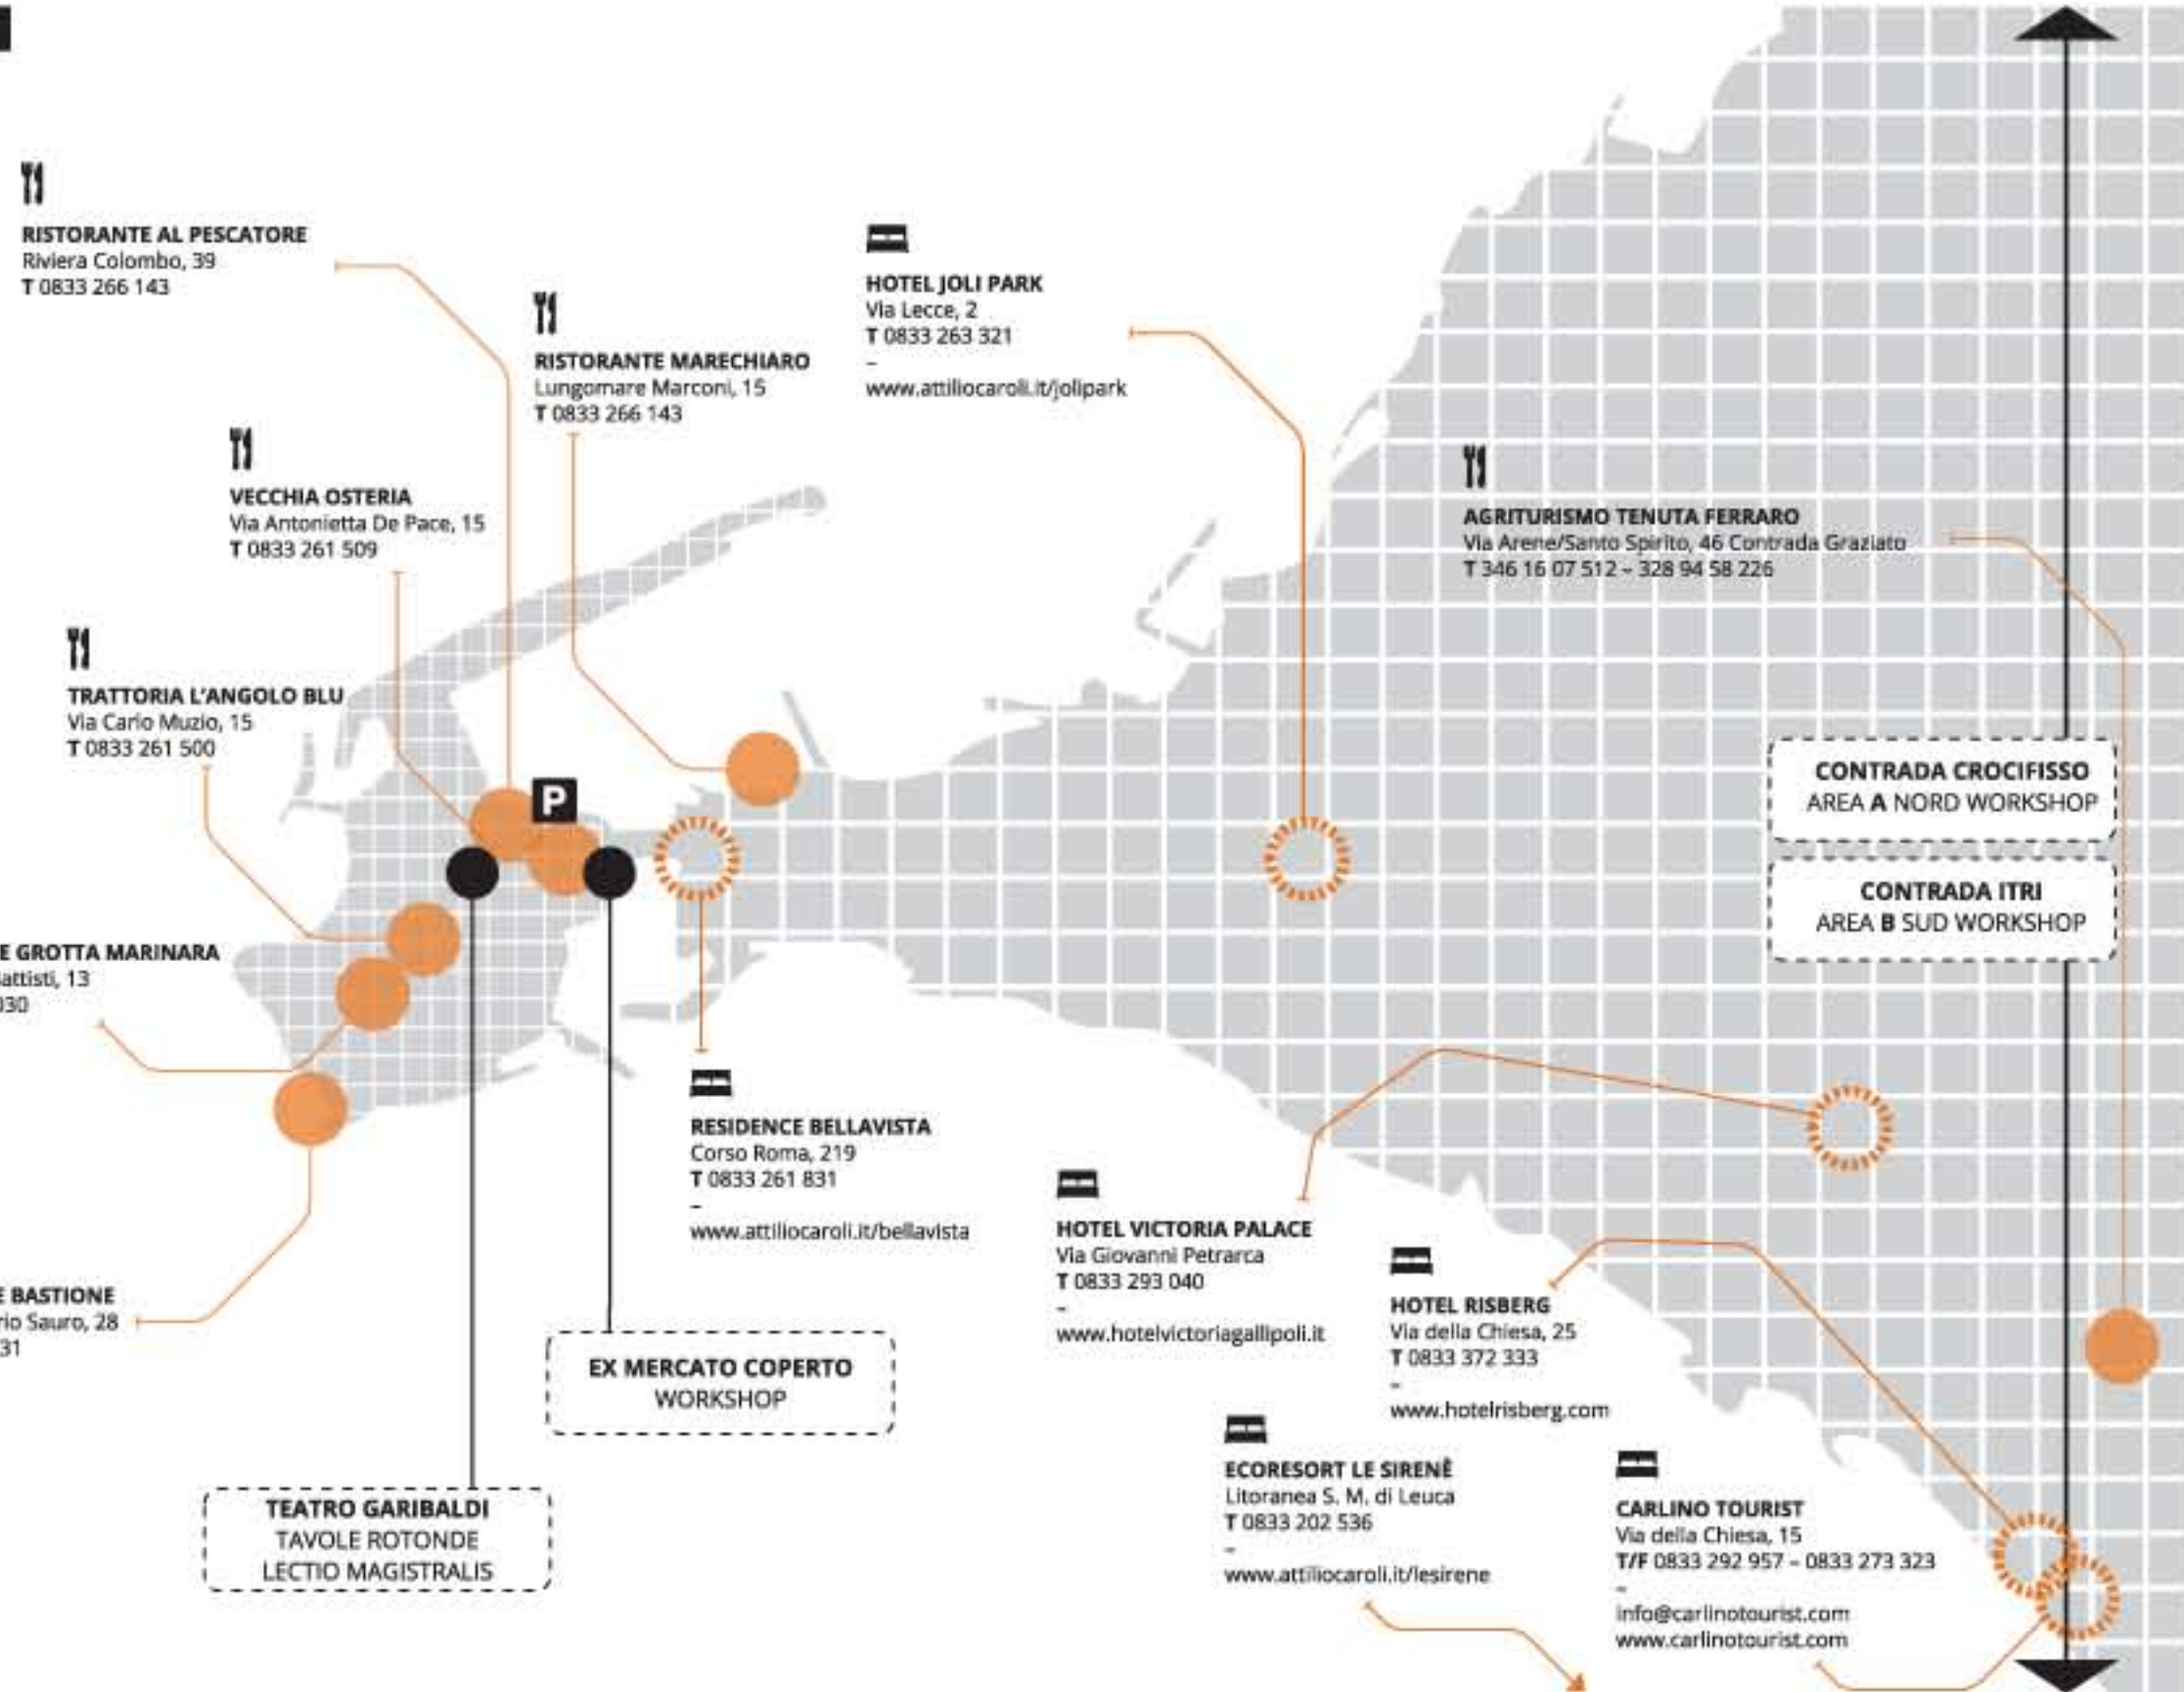 RISTORANTE AL PESCATORE
Riviera Colombo, 39
T 0833 266 143
RISTORANTE MARECHIARO
Lungomare Marconi, 15
T 0833 266 143
HOTEL JOLI PARK
Via Lecce, 2
T 0833 263 321
–
www.attiliocaroli.it/jolipark
VECCHIA OSTERIA
Via Antonietta De Pace, 15
T 0833 261 509
AGRITURISMO TENUTA FERRARO
Via Arene/Santo Spirito, 46 Contrada Graziato
T 346 16 07 512 – 328 94 58 226
TRATTORIA L'ANGOLO BLU
Via Carlo Muzio, 15
T 0833 261 500
P
CONTRADA CROCIFISSO
AREA A NORD WORKSHOP
CONTRADA ITRI
AREA B SUD WORKSHOP
E GROTTA MARINARA
attisti, 13
030
RESIDENCE BELLAVISTA
Corso Roma, 219
T 0833 261 831
–
www.attiliocaroli.it/bellavista
HOTEL VICTORIA PALACE
Via Giovanni Petrarca
T 0833 293 040
–
www.hotelvictoriagallipoli.it
E BASTIONE
rio Sauro, 28
31
HOTEL RISBERG
Via della Chiesa, 25
T 0833 372 333
–
www.hotelrisberg.com
EX MERCATO COPERTO
WORKSHOP
TEATRO GARIBALDI
TAVOLE ROTONDE
LECTIO MAGISTRALIS
ECORESORT LE SIRENÈ
Litoranea S. M. di Leuca
T 0833 202 536
–
www.attiliocaroli.it/lesirene
CARLINO TOURIST
Via della Chiesa, 15
T/F 0833 292 957 – 0833 273 323
–
info@carlinotourist.com
www.carlinotourist.com